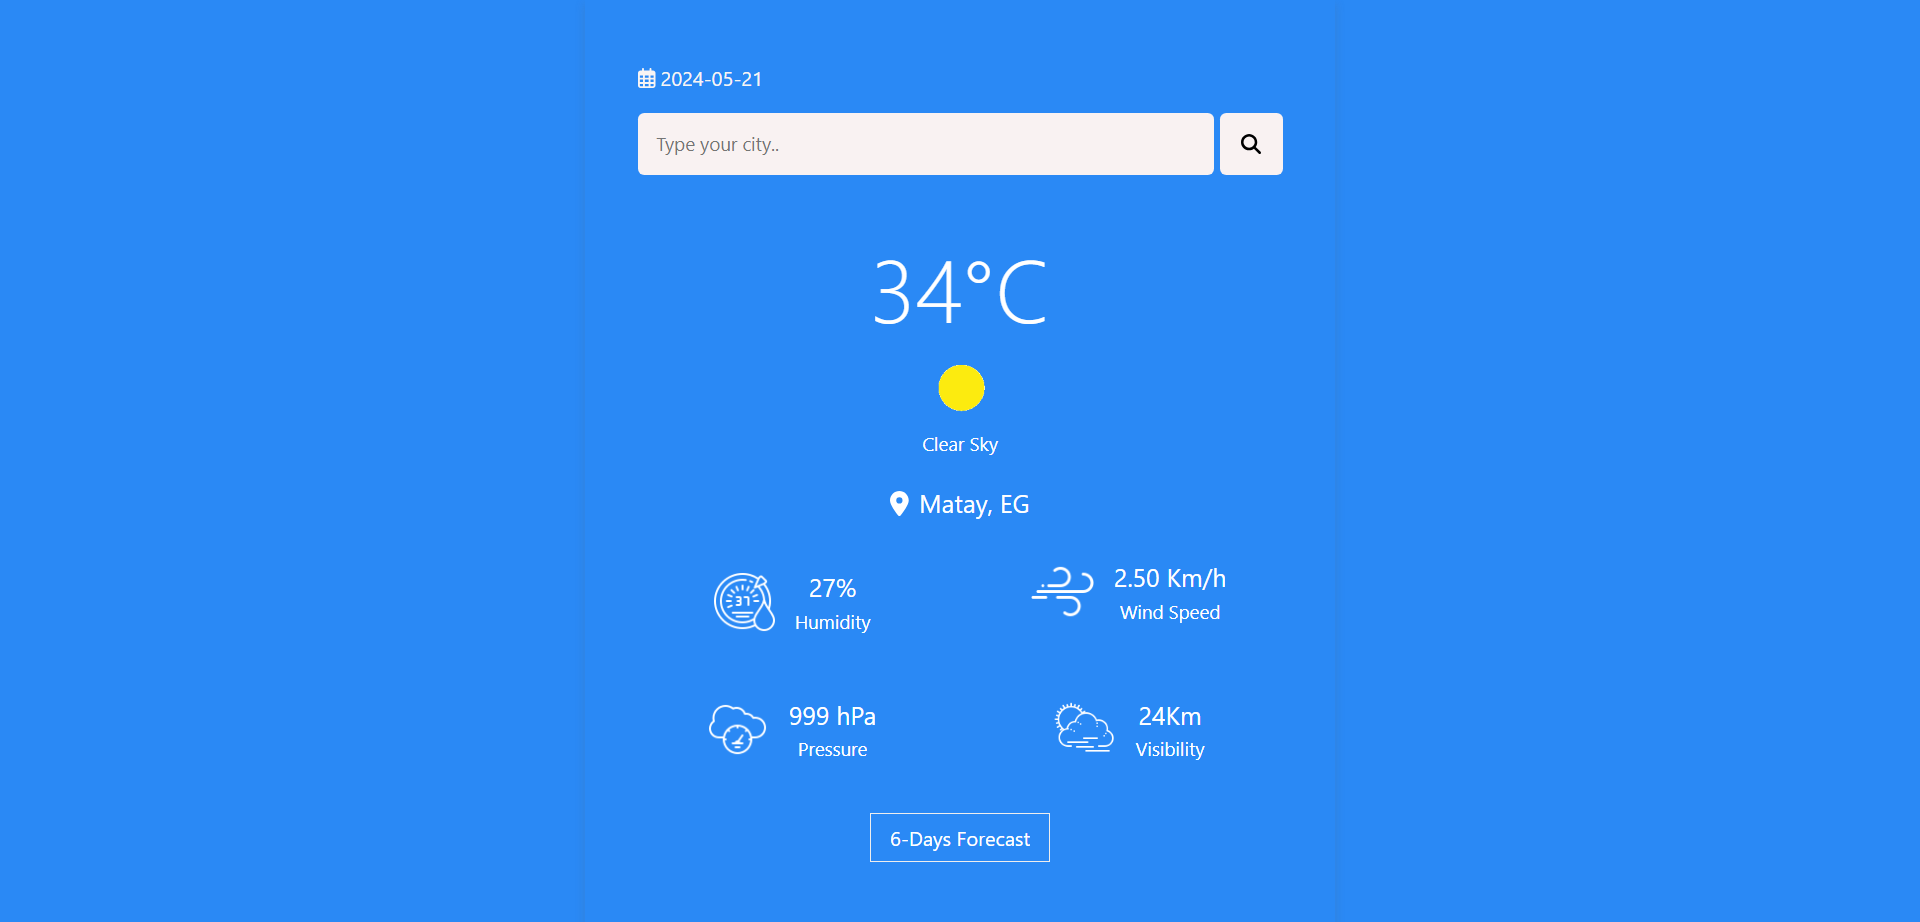 2024-05-21
Type your city..
34°C
Clear Sky
Matay, EG
37
27%
Humidity
2.50 Km/h
Wind Speed
999 hPa
Pressure
24Km
Visibility
6-Days Forecast